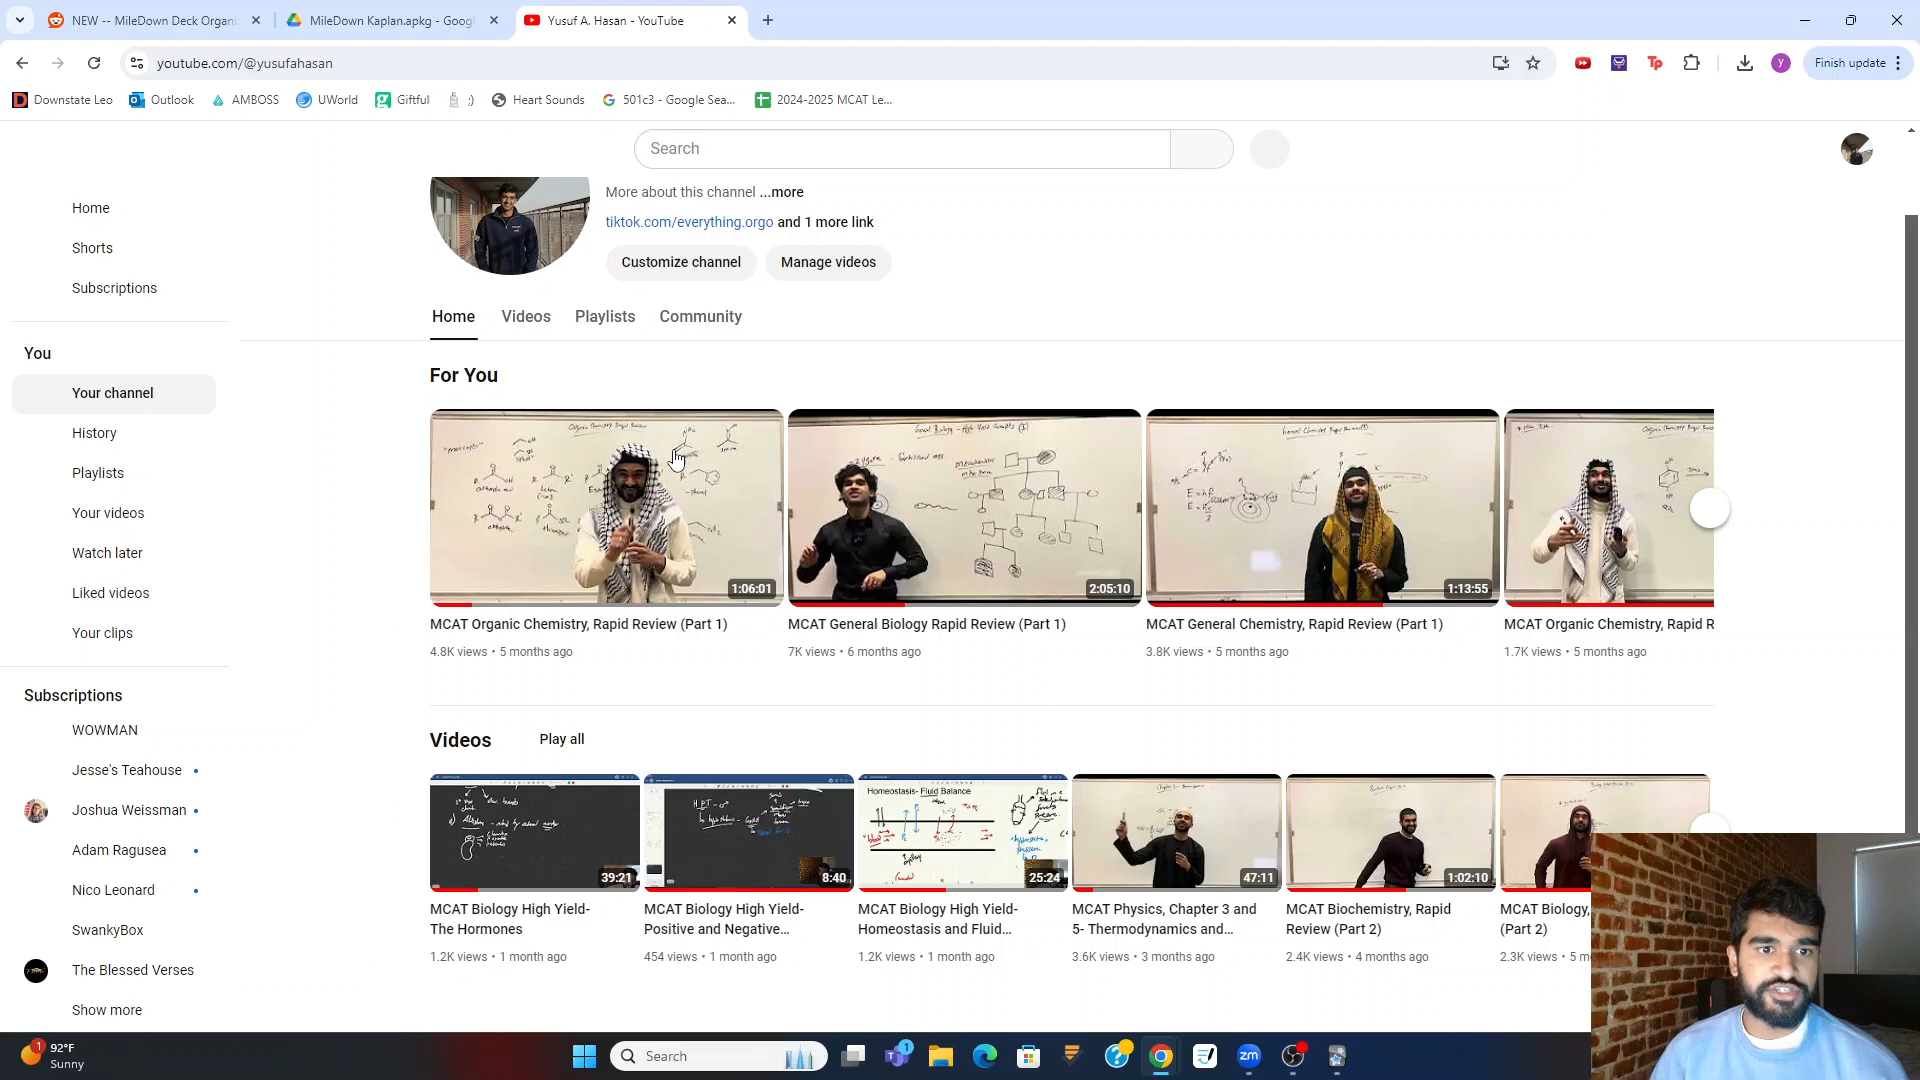 NEW -- MileDown Deck Organi
MileDown Kaplan.apkg - Googl
Yusuf A. Hasan - YouTube
youtube.com/@yusufahasan
Tp
y
Finish update
Downstate Leo
Outlook
AMBOSS
UWorld
Giftful
;)
Heart Sounds
501c3 - Google Sea...
2024-2025 MCAT Le...
Search
More about this channel ...more
tiktok.com/everything.orgo and 1 more link
Customize channel
Manage videos
Home
Shorts
Subscriptions
You
Your channel
History
Playlists
Your videos
Watch later
Liked videos
Your clips
Subscriptions
WOWMAN
Jesse's Teahouse
Joshua Weissman
Adam Ragusea
Nico Leonard
SwankyBox
The Blessed Verses
Show more
Home Videos Playlists Community
For You
1:06:01
MCAT Organic Chemistry, Rapid Review (Part 1)
4.8K views • 5 months ago
2:05:10
MCAT General Biology Rapid Review (Part 1)
7K views • 6 months ago
1:13:55
MCAT General Chemistry, Rapid Review (Part 1)
3.8K views • 5 months ago
MCAT Organic Chemistry, Rapid R
1.7K views • 5 months ago
Videos
Play all
39:21
MCAT Biology High Yield-
The Hormones
1.2K views • 1 month ago
8:40
MCAT Biology High Yield-
Positive and Negative...
454 views • 1 month ago
Homeostasis - Fluid Balance
25:24
MCAT Biology High Yield-
Homeostasis and Fluid...
1.2K views • 1 month ago
47:11
MCAT Physics, Chapter 3 and
5- Thermodynamics and...
3.6K views • 3 months ago
1:02:10
MCAT Biochemistry, Rapid
Review (Part 2)
2.4K views • 4 months ago
MCAT Biology,
(Part 2)
2.3K views • 5 m
1
92°F
Sunny
Search
1
zm